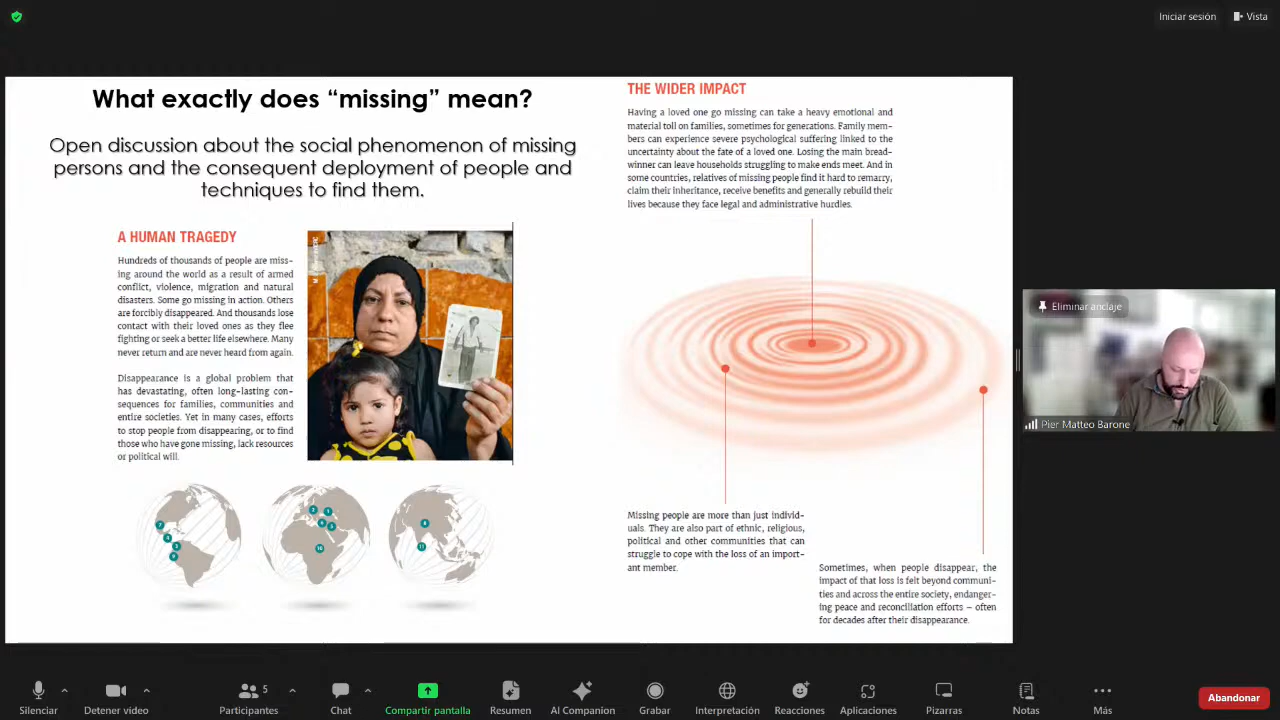 Iniciar sesión
Vista
What exactly does “missing” mean?
Open discussion about the social phenomenon of missing
persons and the consequent deployment of people and
techniques to find them.
A HUMAN TRAGEDY
Hundreds of thousands of people are miss-
ing around the world as a result of armed
conflict, violence, migration and natural
disasters. Some go missing in action. Others
are forcibly disappeared. And thousands lose
contact with their loved ones as they flee
fighting or seek a better life elsewhere. Many
never return and are never heard from again.
Disappearance is a global problem that
has devastating, often long-lasting con-
sequences for families, communities and
entire societies. Yet in many cases, efforts
to stop people from disappearing, or to find
those who have gone missing, lack resources
or political will.
THE WIDER IMPACT
Having a loved one go missing can take a heavy emotional and
material toll on families, sometimes for generations. Family mem-
bers can experience severe psychological suffering linked to the
uncertainty about the fate of a loved one. Losing the main bread-
winner can leave households struggling to make ends meet. And in
some countries, relatives of missing people find it hard to remarry,
claim their inheritance, receive benefits and generally rebuild their
lives because they face legal and administrative hurdles.
Missing people are more than just individ-
uals. They are also part of ethnic, religious,
political and other communities that can
struggle to cope with the loss of an import-
ant member.
Sometimes, when people disappear, the
impact of that loss is felt beyond communi-
ties and across the entire society, endanger-
ing peace and reconciliation efforts – often
for decades after their disappearance.
Eliminar anclaje
Pier Matteo Barone
Silenciar
Detener video
Participantes
5
Chat
Compartir pantalla
Resumen
AI Companion
Grabar
Interpretación
Reacciones
Aplicaciones
Pizarras
Notas
Más
Abandonar